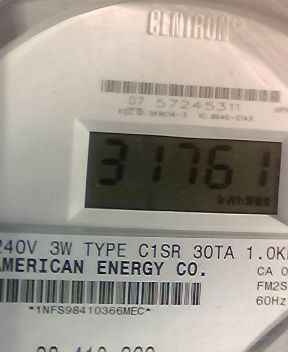 CENTRON®
07 57245311
31761
kWh
240V 3W TYPE C1SR 30TA 1.0K
AMERICAN ENERGY CO.
CA 0
FM2S
60Hz
*1NFS98410366MEC*